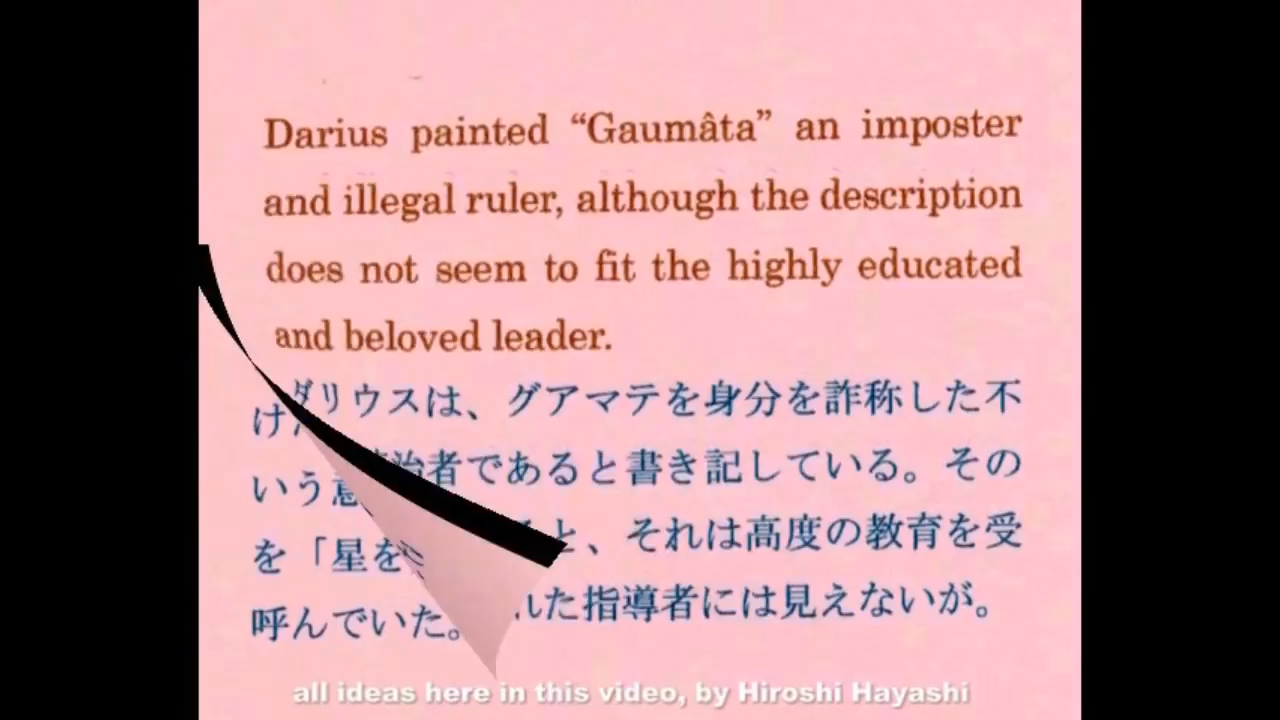 Darius painted “Gaumâta” an imposter
and illegal ruler, although the description
does not seem to fit the highly educated
and beloved leader.
ダリウスは、グアマテを身分を詐称した不
治者であると書き記している。その
と、それは高度の教育を受
れた指導者には見えないが。
け
いう意
を「星を
呼んでいた。
all ideas here in this video, by Hiroshi Hayashi